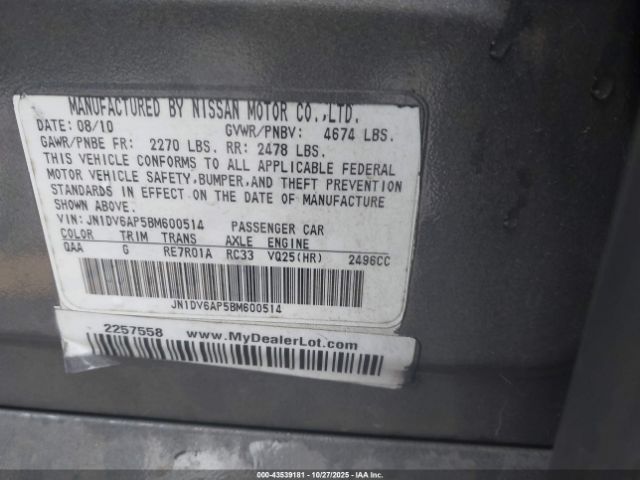 MANUFACTURED BY NISSAN MOTOR CO.,LTD.
DATE: 08/10 GVWR/PNBV: 4674 LBS.
GAWR/PNBE FR: 2270 LBS. RR: 2478 LBS.
THIS VEHICLE CONFORMS TO ALL APPLICABLE FEDERAL
MOTOR VEHICLE SAFETY,BUMPER,AND THEFT PREVENTION
STANDARDS IN EFFECT ON THE DATE OF MANUFACTURE
SHOWN ABOVE.
VIN: JN1DV6AP5BM600514 PASSENGER CAR
COLOR TRIM TRANS AXLE ENGINE
QAA G RE7R01A RC33 VQ25(HR) 2496CC
JN1DV6AP5BM600514
2257558 www.MyDealerLot.com
000-43539181 - 10/27/2025 - IAA Inc.